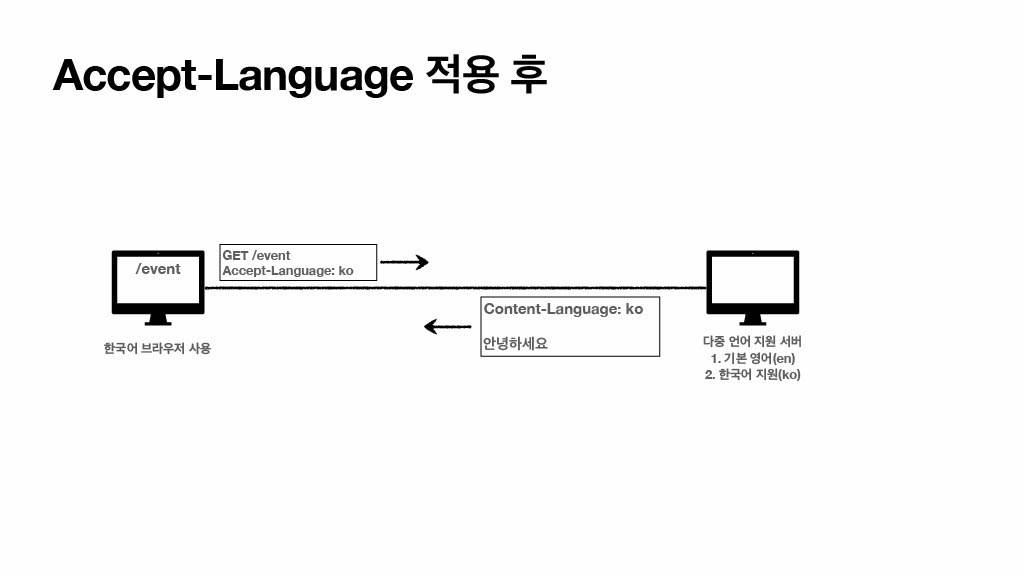 Accept-Language 적용 후
/event
GET /event
Accept-Language: ko
Content-Language: ko
안녕하세요
한국어 브라우저 사용
다중 언어 지원 서버
1. 기본 영어(en)
2. 한국어 지원(ko)